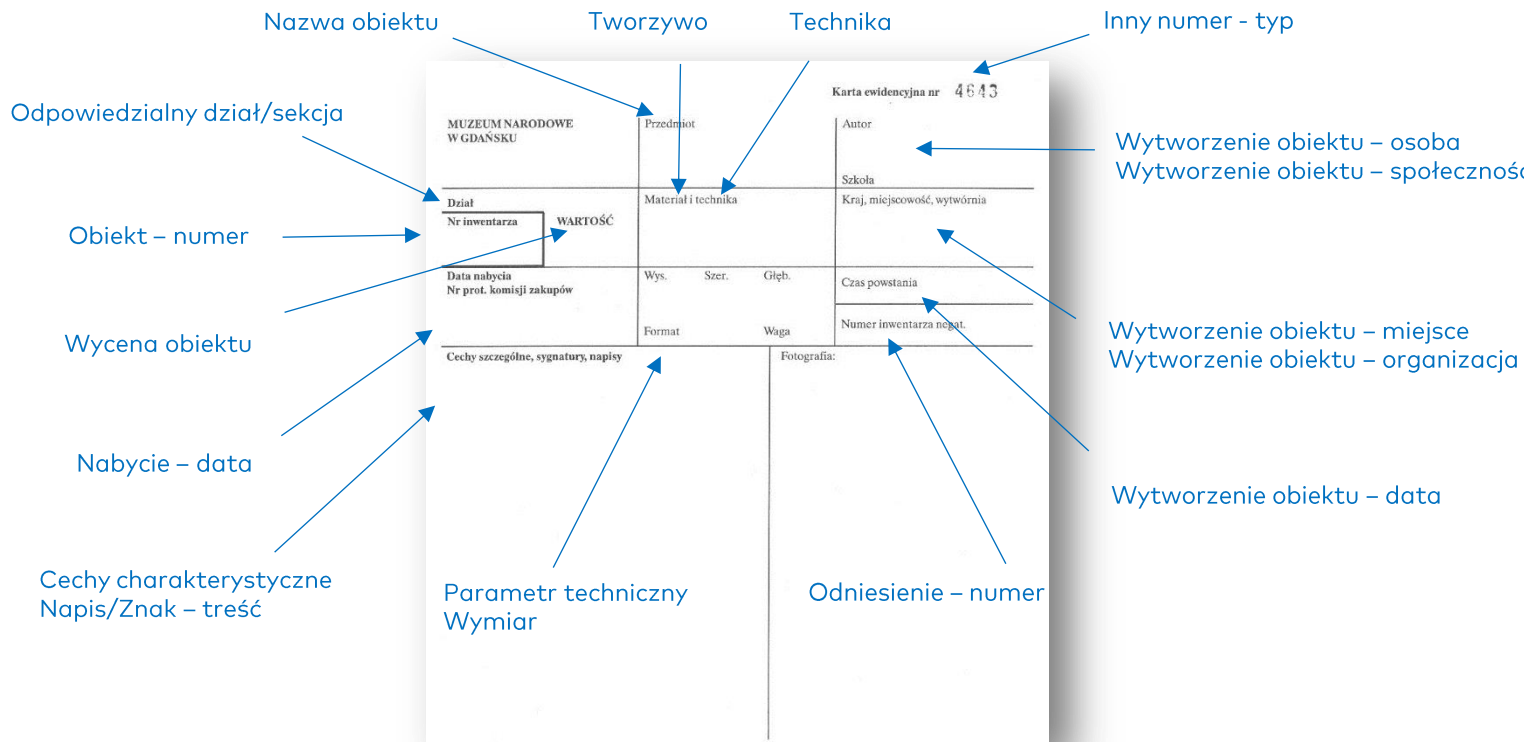 Nazwa obiektu
Tworzywo
Technika
Inny numer - typ
Karta ewidencyjna nr 4643
Odpowiedzialny dział/sekcja
MUZEUM NARODOWE
W GDAŃSKU
Przedmiot
Autor
Szkoła
Wytworzenie obiektu – osoba
Wytworzenie obiektu – społeczność
Dział
Nr inwentarza
WARTOŚĆ
Materiał i technika
Kraj, miejscowość, wytwórnia
Obiekt – numer
Data nabycia
Nr prot. komisji zakupów
Wys. Szer. Głęb.
Format Waga
Czas powstania
Numer inwentarza negat.
Wycena obiektu
Wytworzenie obiektu – miejsce
Wytworzenie obiektu – organizacja
Cechy szczególne, sygnatury, napisy
Fotografia:
Nabycie – data
Wytworzenie obiektu – data
Cechy charakterystyczne
Napis/Znak – treść
Parametr techniczny
Wymiar
Odniesienie – numer